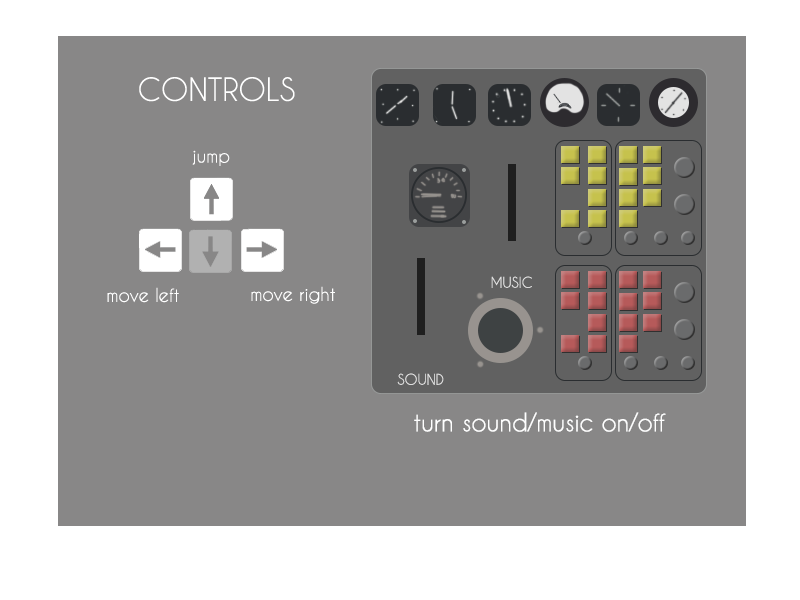 CONTROLS
jump
move left
move right
MUSIC
SOUND
turn sound/music on/off